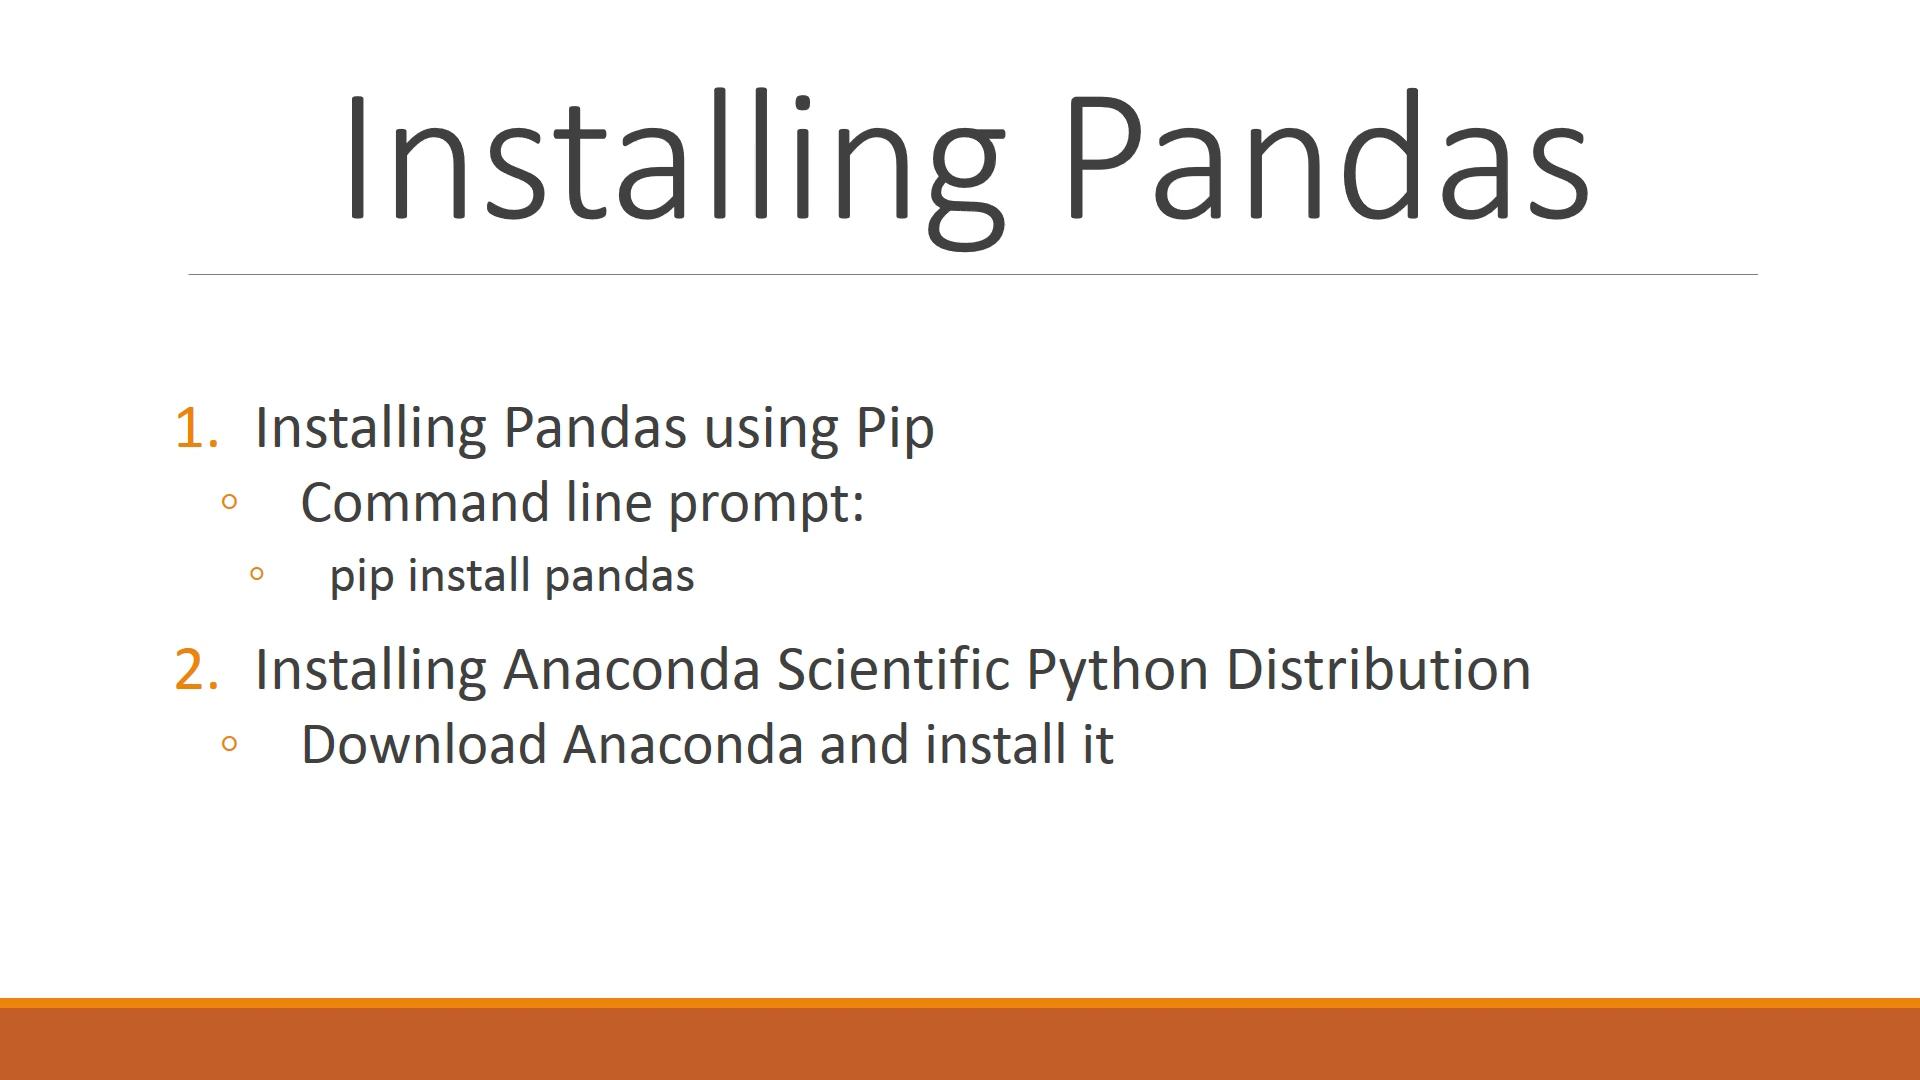 Installing Pandas
1. Installing Pandas using Pip
◦ Command line prompt:
◦ pip install pandas
2. Installing Anaconda Scientific Python Distribution
◦ Download Anaconda and install it